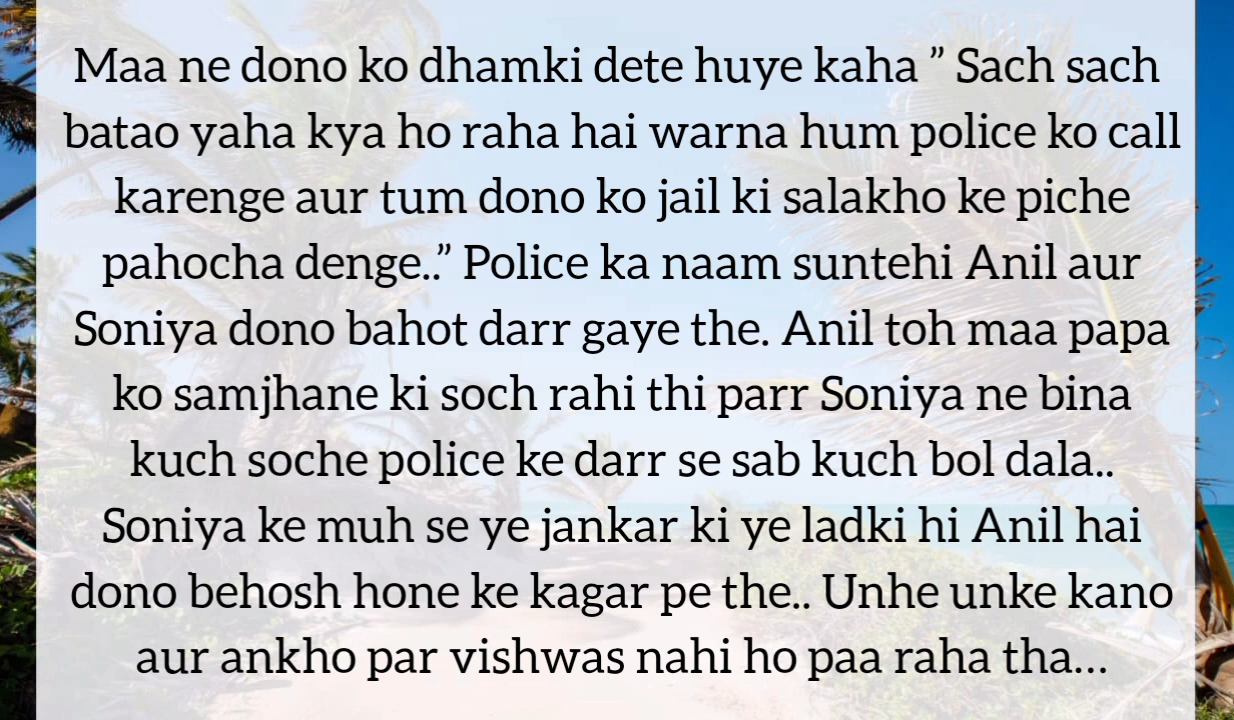 Maa ne dono ko dhamki dete huye kaha ” Sach sach
batao yaha kya ho raha hai warna hum police ko call
karenge aur tum dono ko jail ki salakho ke piche
pahocha denge..” Police ka naam suntehi Anil aur
Soniya dono bahot darr gaye the. Anil toh maa papa
ko samjhane ki soch rahi thi parr Soniya ne bina
kuch soche police ke darr se sab kuch bol dala..
Soniya ke muh se ye jankar ki ye ladki hi Anil hai
dono behosh hone ke kagar pe the.. Unhe unke kano
aur ankho par vishwas nahi ho paa raha tha...